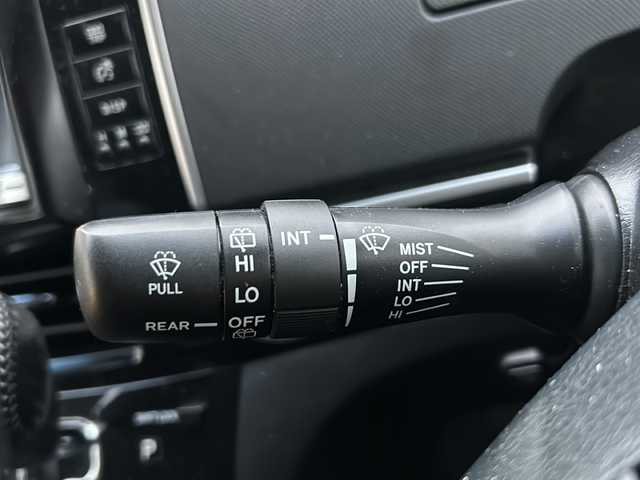 PULL
REAR
HI
LO
OFF
INT
MIST
OFF
INT
LO
HI
P